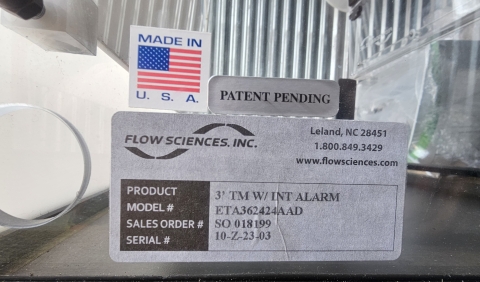 MADE IN
U. S. A.
PATENT PENDING
FLOW SCIENCES, INC.
Leland, NC 28451
1.800.849.3429
www.flowsciences.com
PRODUCT 3' TM W/ INT ALARM
MODEL # ETA362424AAD
SALES ORDER # SO 018199
SERIAL # 10-Z-23-03